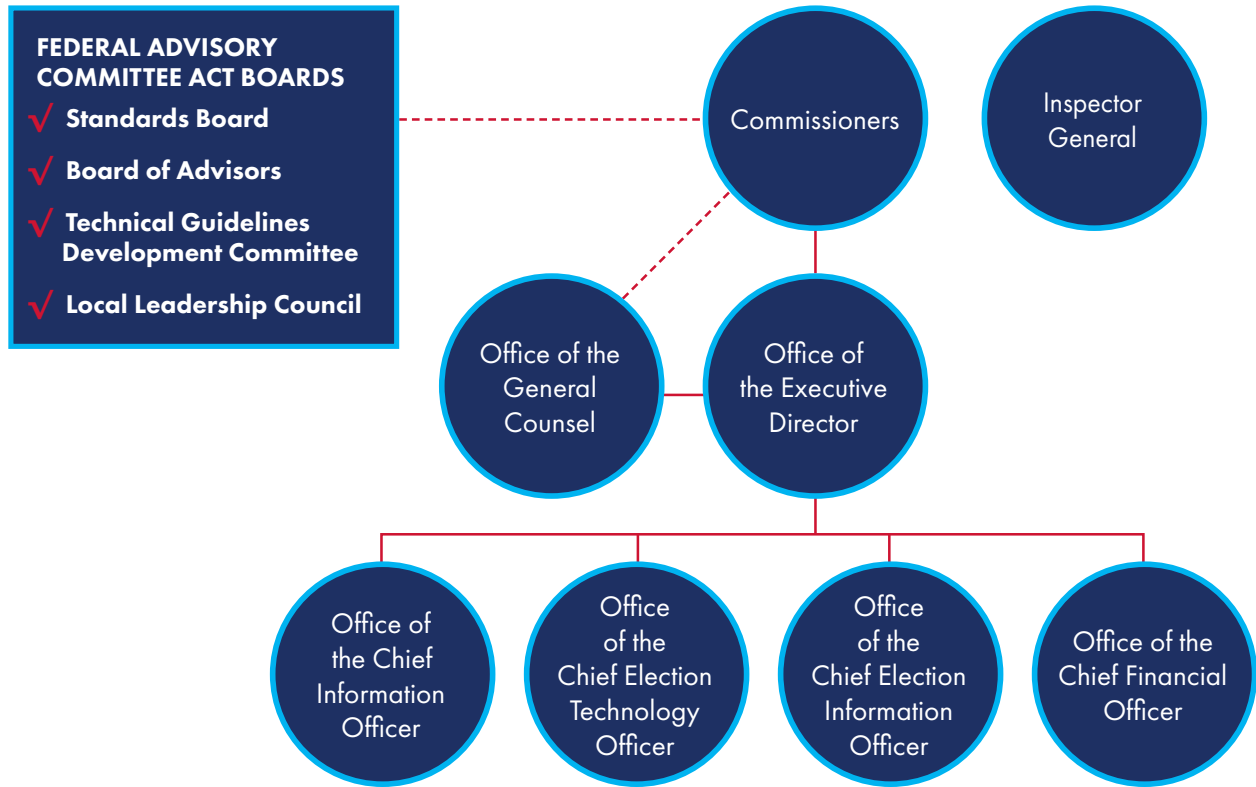 FEDERAL ADVISORY
COMMITTEE ACT BOARDS
√ Standards Board
√ Board of Advisors
√ Technical Guidelines
Development Committee
√ Local Leadership Council
Commissioners
Inspector
General
Office of the
General
Counsel
Office of
the Executive
Director
Office of
the Chief
Information
Officer
Office
of the
Chief Election
Technology
Officer
Office
of the
Chief Election
Information
Officer
Office of the
Chief Financial
Officer